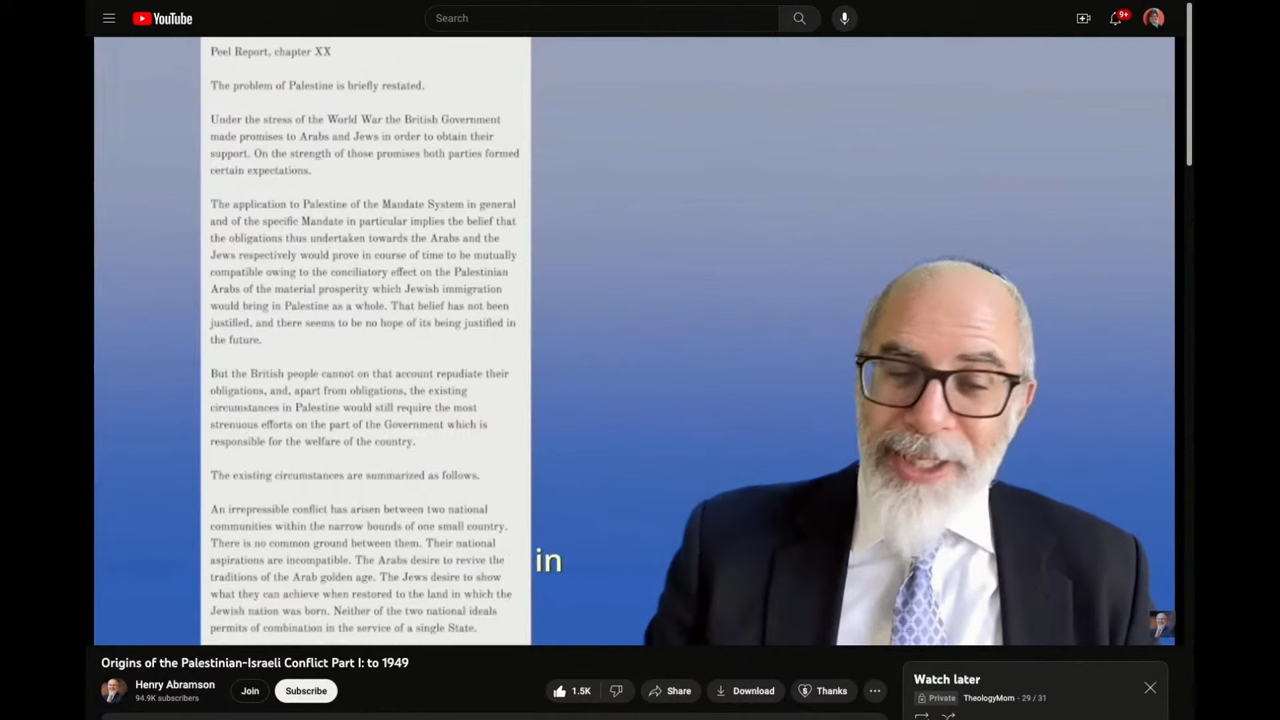 YouTube
Search
9+
Peel Report, chapter XX
The problem of Palestine is briefly restated.
Under the stress of the World War the British Government
made promises to Arabs and Jews in order to obtain their
support. On the strength of those promises both parties formed
certain expectations.
The application to Palestine of the Mandate System in general
and of the specific Mandate in particular implies the belief that
the obligations thus undertaken towards the Arabs and the
Jews respectively would prove in course of time to be mutually
compatible owing to the conciliatory effect on the Palestinian
Arabs of the material prosperity which Jewish immigration
would bring in Palestine as a whole. That belief has not been
justified, and there seems to be no hope of its being justified in
the future.
But the British people cannot on that account repudiate their
obligations, and, apart from obligations, the existing
circumstances in Palestine would still require the most
strenuous efforts on the part of the Government which is
responsible for the welfare of the country.
The existing circumstances are summarized as follows.
An irrepressible conflict has arisen between two national
communities within the narrow bounds of one small country.
There is no common ground between them. Their national
aspirations are incompatible. The Arabs desire to revive the
traditions of the Arab golden age. The Jews desire to show
what they can achieve when restored to the land in which the
Jewish nation was born. Neither of the two national ideals
permits of combination in the service of a single State.
in
Origins of the Palestinian-Israeli Conflict Part I: to 1949
Henry Abramson
94.9K subscribers
Join
Subscribe
1.5K
Share
Download
Thanks
Watch later
Private
TheologyMom - 29 / 31